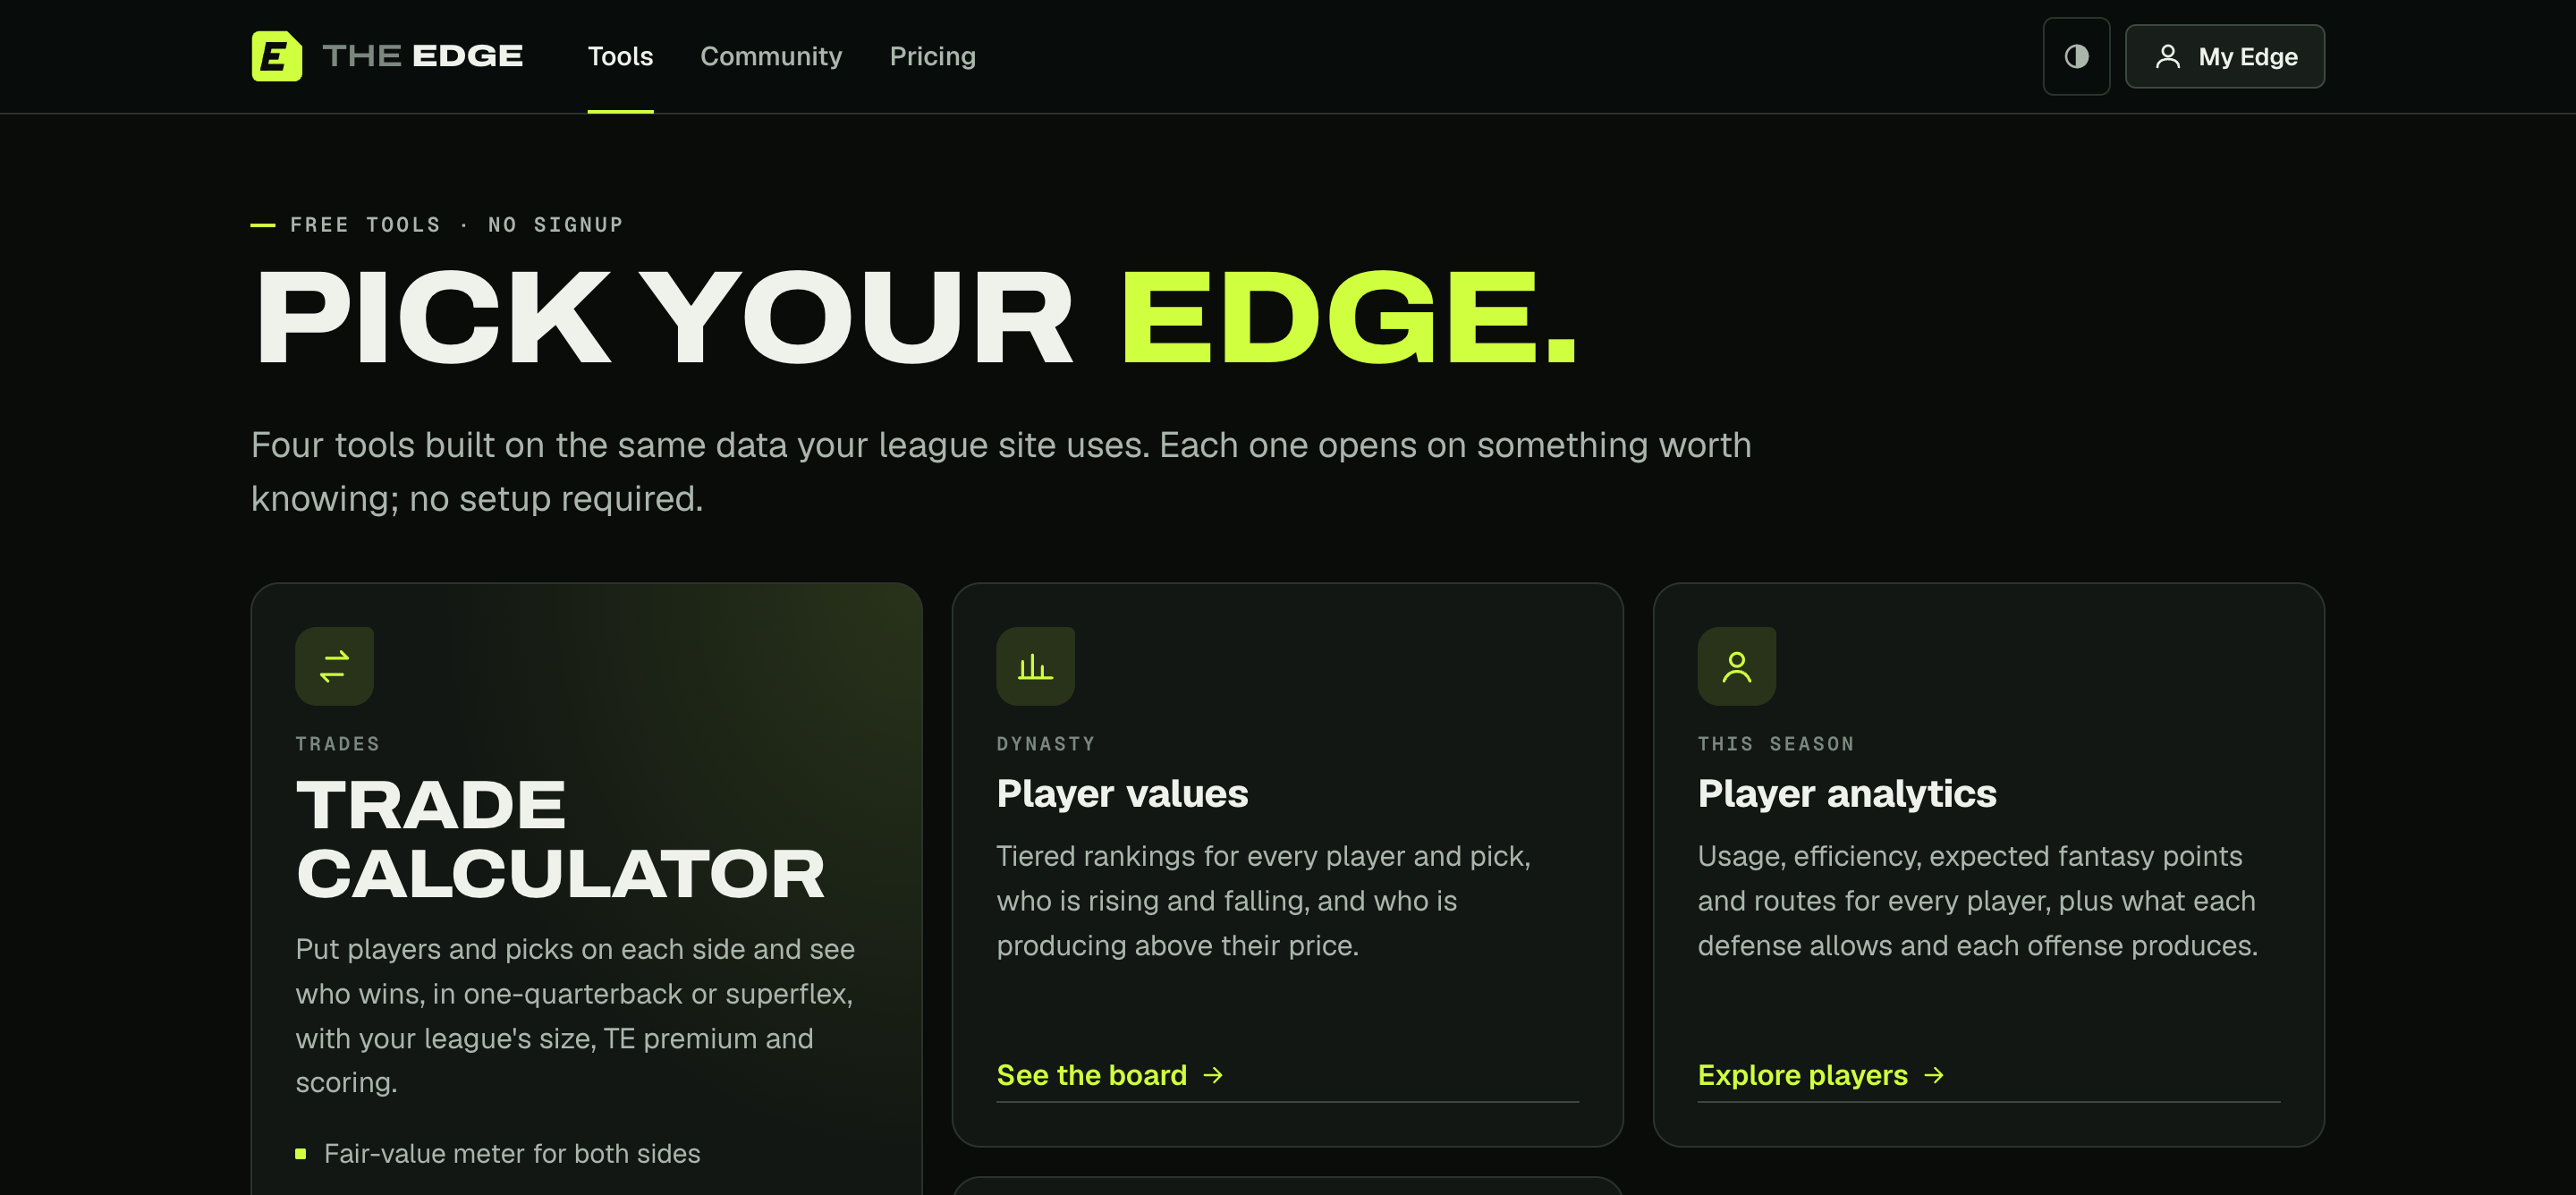 E THE EDGE
Tools
Community
Pricing
My Edge
FREE TOOLS · NO SIGNUP
PICK YOUR EDGE.
Four tools built on the same data your league site uses. Each one opens on something worth
knowing; no setup required.
TRADES
TRADE
CALCULATOR
Put players and picks on each side and see
who wins, in one-quarterback or superflex,
with your league's size, TE premium and
scoring.
Fair-value meter for both sides
DYNASTY
Player values
Tiered rankings for every player and pick,
who is rising and falling, and who is
producing above their price.
See the board →
THIS SEASON
Player analytics
Usage, efficiency, expected fantasy points
and routes for every player, plus what each
defense allows and each offense produces.
Explore players →